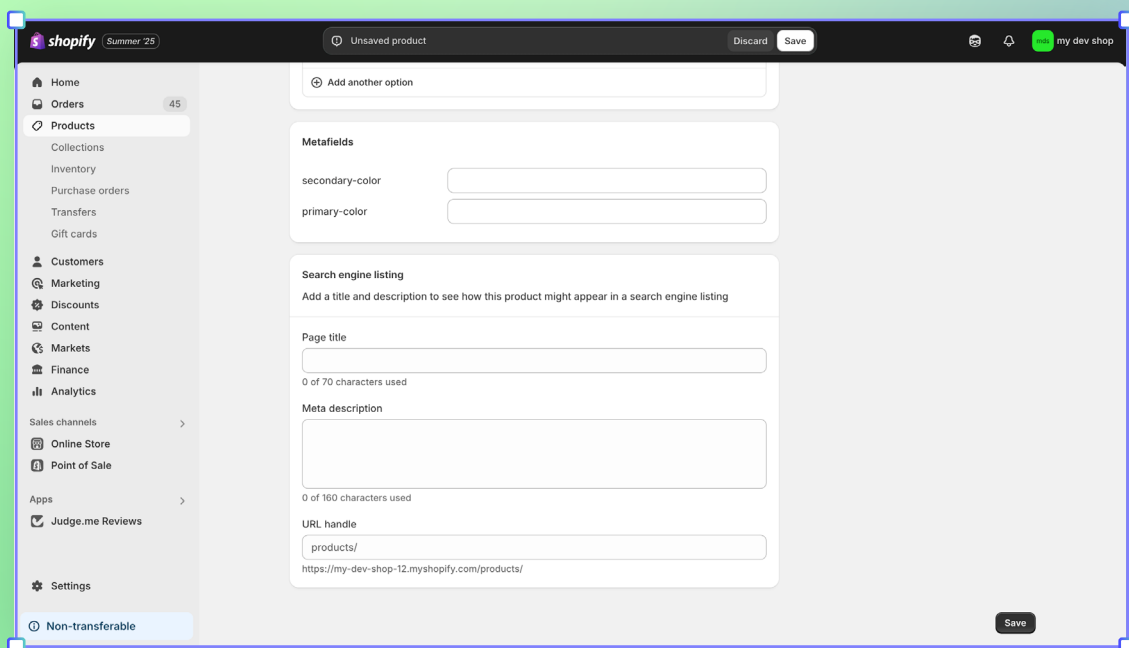 shopify Summer '25
Unsaved product
Discard
Save
mds my dev shop
Home
Orders 45
Products
Collections
Inventory
Purchase orders
Transfers
Gift cards
Customers
Marketing
Discounts
Content
Markets
Finance
Analytics
Sales channels
Online Store
Point of Sale
Apps
Judge.me Reviews
Settings
Non-transferable
Add another option
Metafields
secondary-color
primary-color
Search engine listing
Add a title and description to see how this product might appear in a search engine listing
Page title
0 of 70 characters used
Meta description
0 of 160 characters used
URL handle
products/
https://my-dev-shop-12.myshopify.com/products/
Save